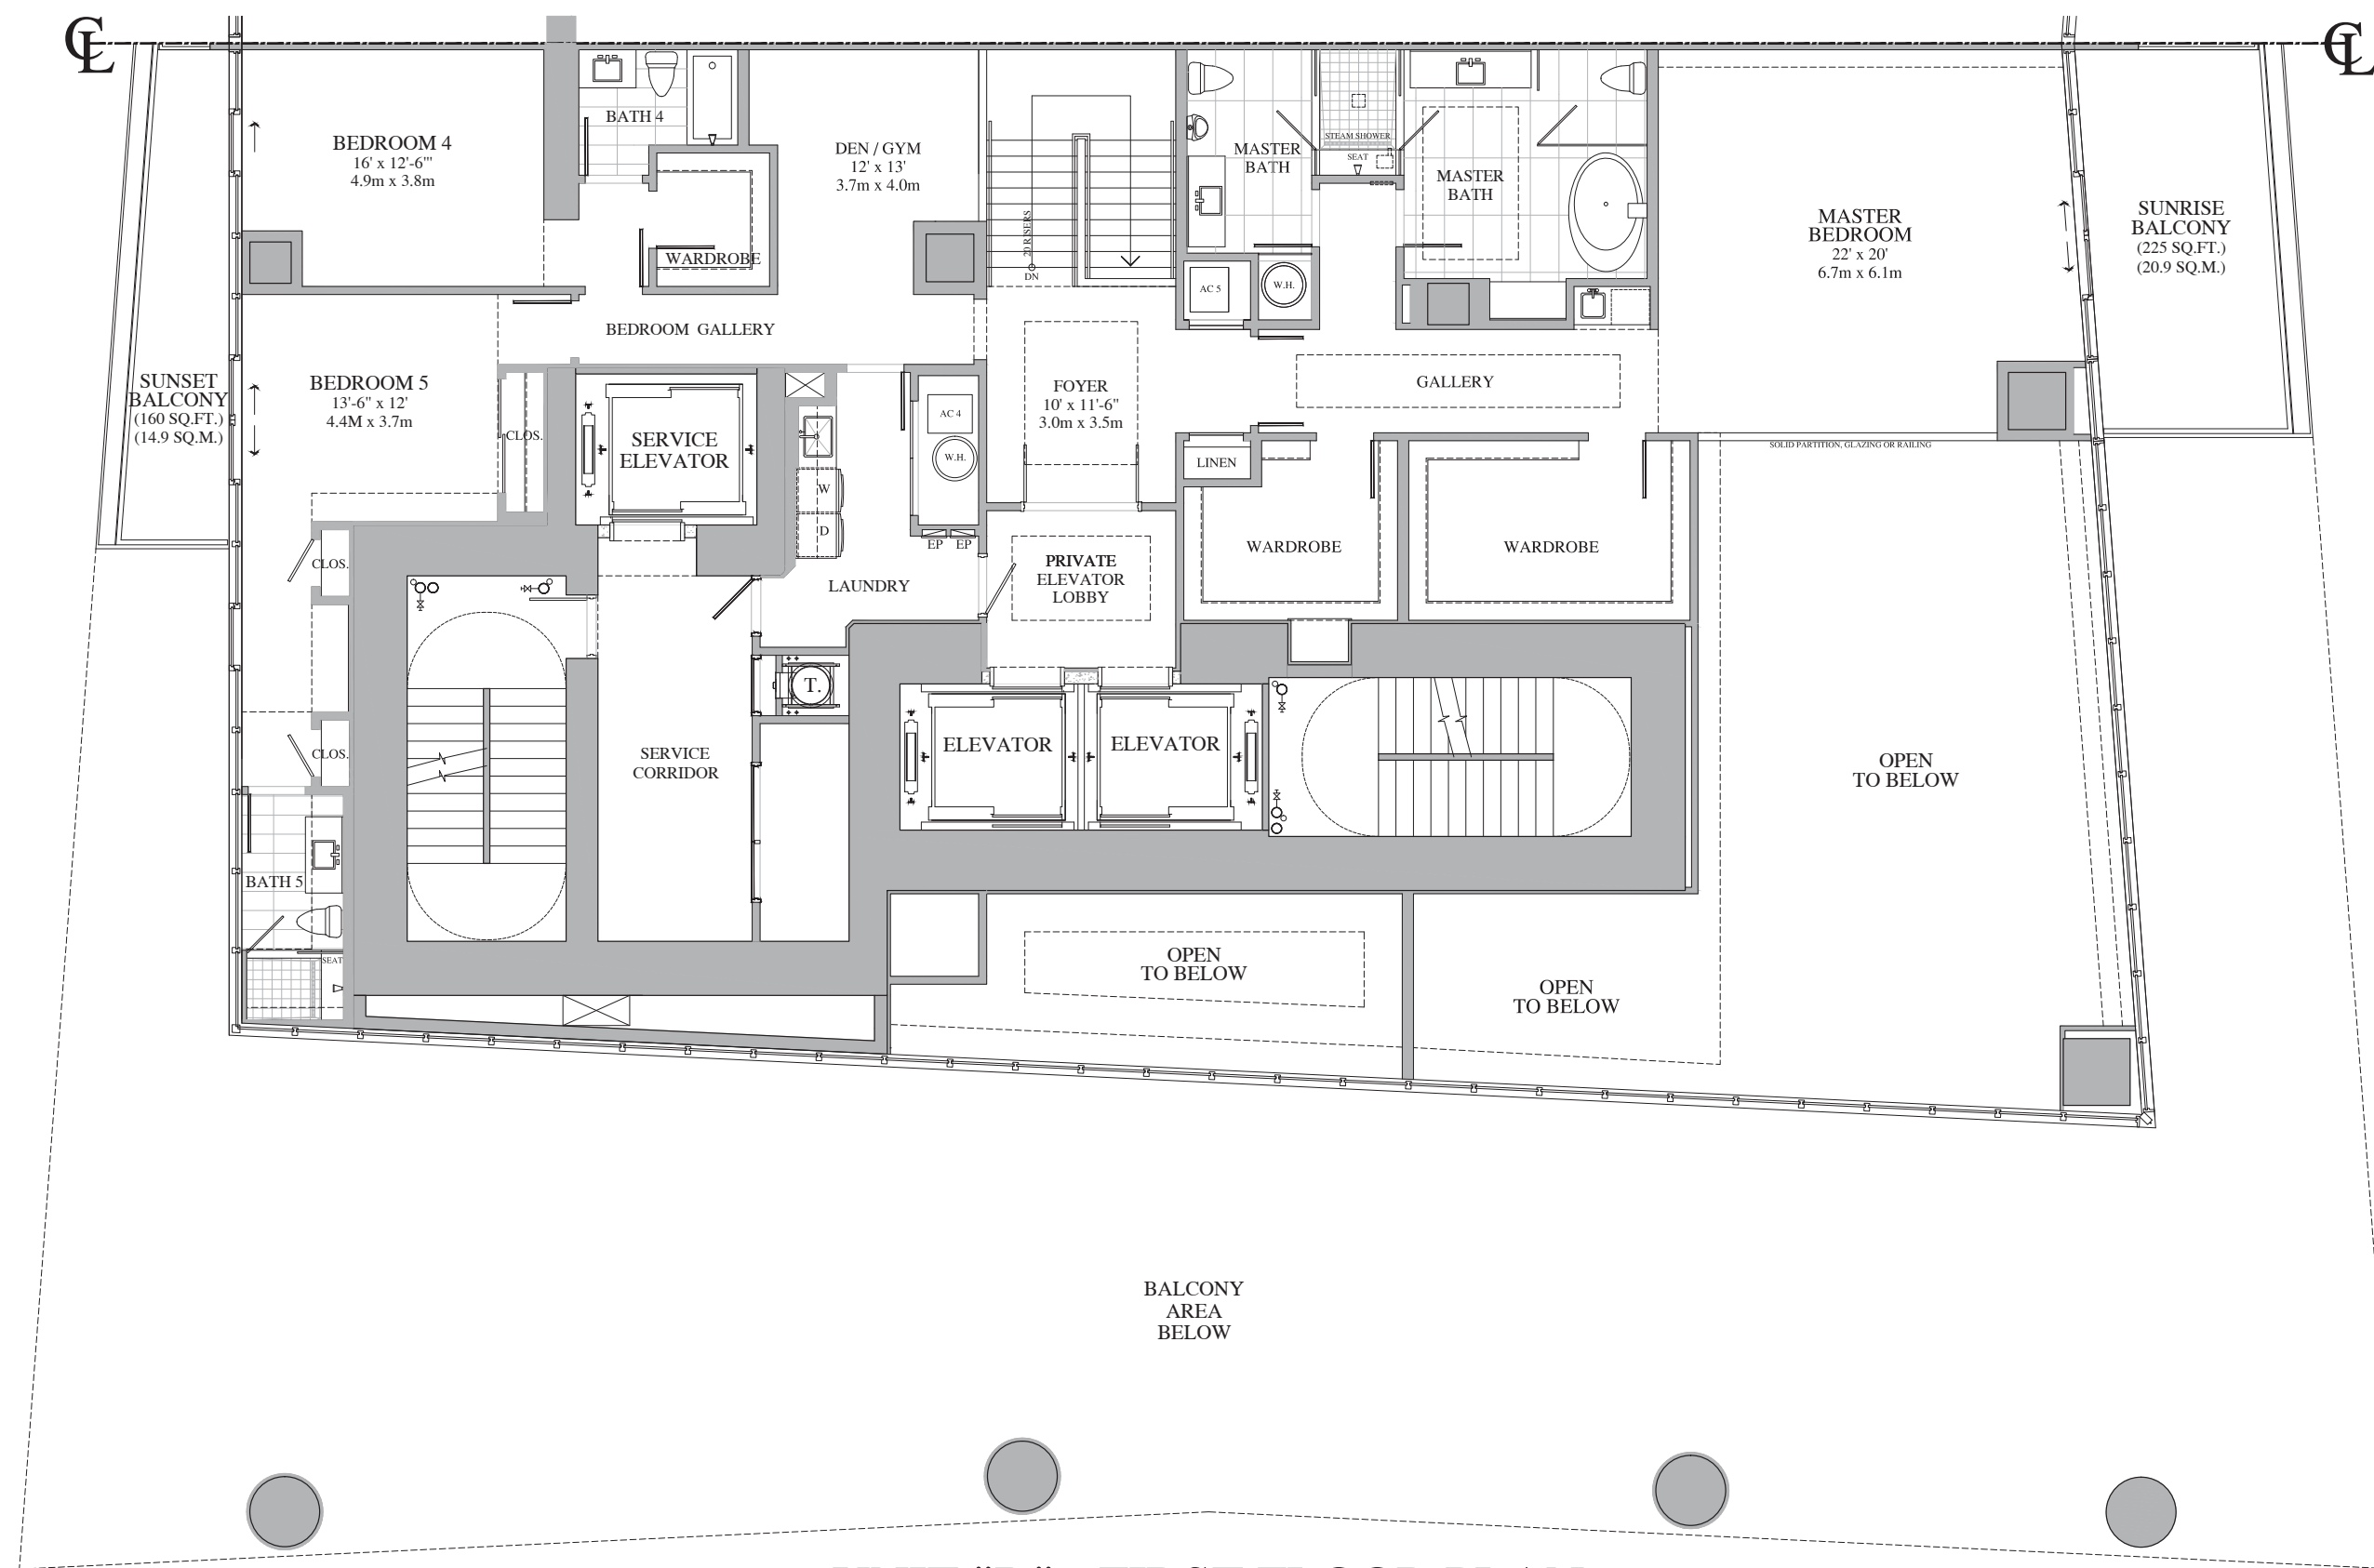 CL
CL
BEDROOM 4
16' x 12'-6"'
4.9m x 3.8m
BATH 4
WARDROBE
DEN / GYM
12' x 13'
3.7m x 4.0m
20 RISERS
DN
MASTER
BATH
STEAM SHOWER
SEAT
MASTER
BATH
AC 5
W.H.
MASTER
BEDROOM
22' x 20'
6.7m x 6.1m
SUNRISE
BALCONY
(225 SQ.FT.)
(20.9 SQ.M.)
SUNSET
BALCONY
(160 SQ.FT.)
(14.9 SQ.M.)
BEDROOM 5
13'-6" x 12'
4.4M x 3.7m
BEDROOM GALLERY
CLOS.
SERVICE
ELEVATOR
AC 4
W.H.
W
D
EP EP
LAUNDRY
FOYER
10' x 11'-6"
3.0m x 3.5m
GALLERY
LINEN
SOLID PARTITION, GLAZING OR RAILING
WARDROBE
WARDROBE
PRIVATE
ELEVATOR
LOBBY
CLOS.
CLOS.
T.
SERVICE
CORRIDOR
ELEVATOR
ELEVATOR
OPEN
TO BELOW
BATH 5
SEAT
OPEN
TO BELOW
OPEN
TO BELOW
BALCONY
AREA
BELOW